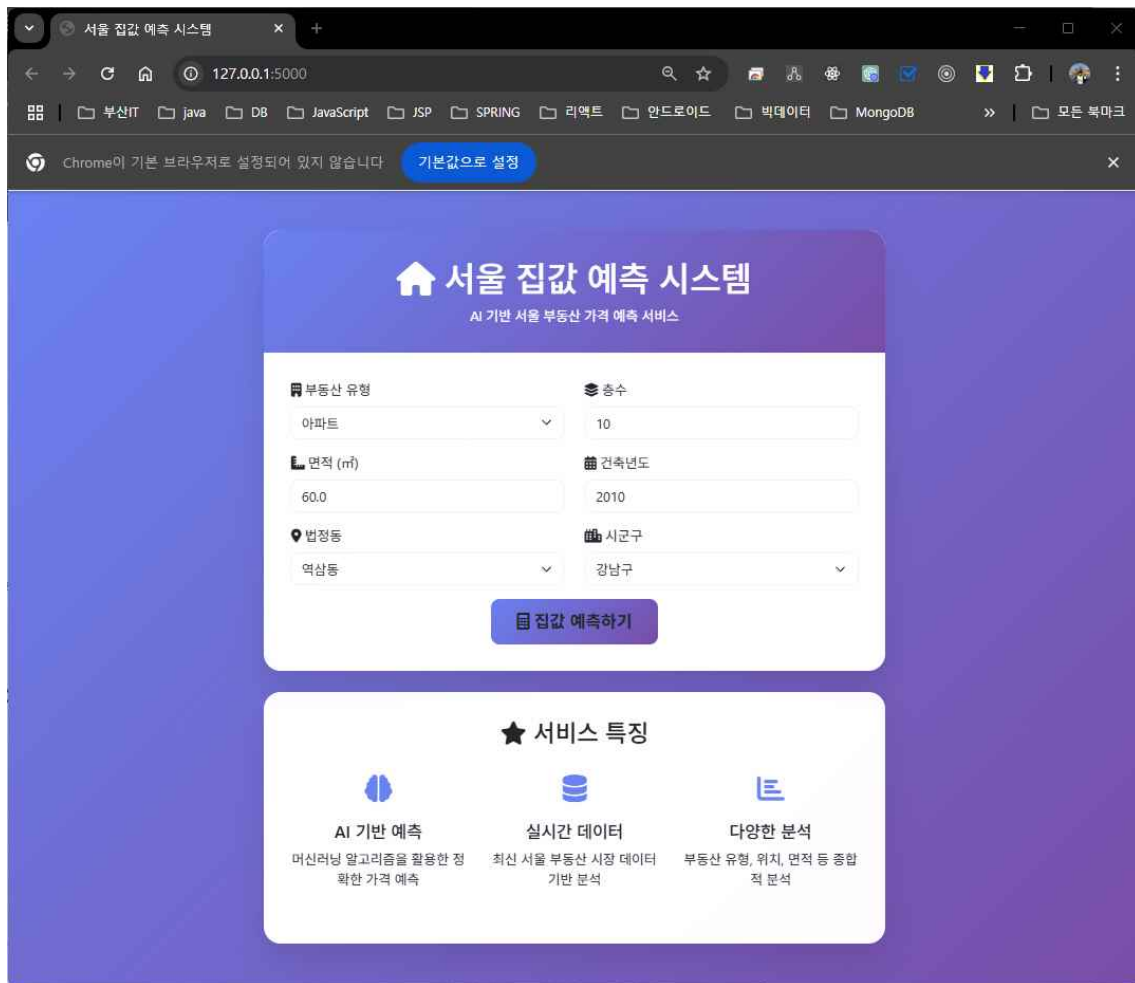 서울 집값 예측 시스템
127.0.0.1:5000
부산IT java DB JavaScript JSP SPRING 리액트 안드로이드 빅데이터 MongoDB » 모든 북마크
Chrome이 기본 브라우저로 설정되어 있지 않습니다 기본값으로 설정
서울 집값 예측 시스템
AI 기반 서울 부동산 가격 예측 서비스
부동산 유형 층수
아파트 10
면적 (㎡) 건축년도
60.0 2010
법정동 시군구
역삼동 강남구
집값 예측하기
서비스 특징
AI 기반 예측 실시간 데이터 다양한 분석
머신러닝 알고리즘을 활용한 정 최신 서울 부동산 시장 데이터 부동산 유형, 위치, 면적 등 종합
확한 가격 예측 기반 분석 적 분석